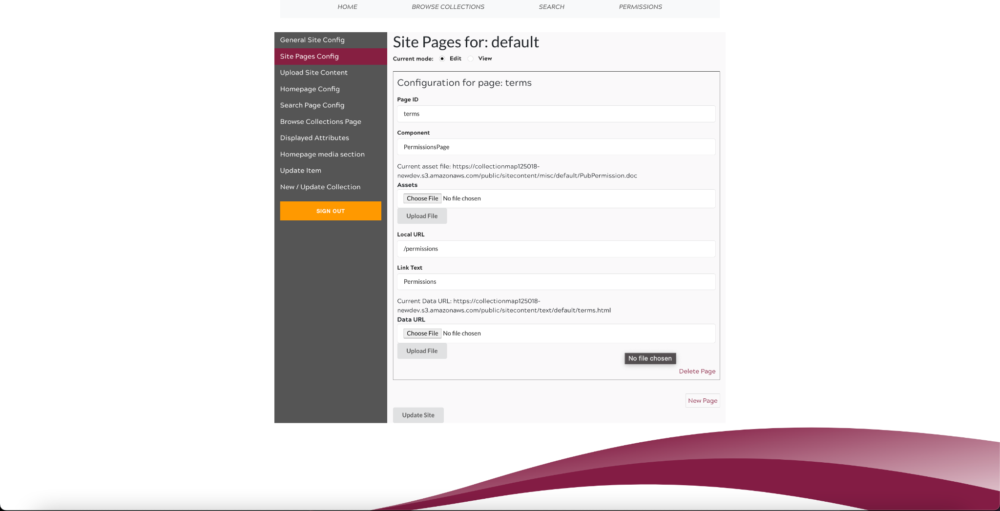 HOME BROWSE COLLECTIONS SEARCH PERMISSIONS
General Site Config
Site Pages Config
Upload Site Content
Homepage Config
Search Page Config
Browse Collections Page
Displayed Attributes
Homepage media section
Update Item
New / Update Collection
SIGN OUT
Site Pages for: default
Current mode: Edit View
Configuration for page: terms
Page ID
terms
Component
PermissionsPage
Current asset file: https://collectionmap125018-
newdev.s3.amazonaws.com/public/sitecontent/misc/default/PubPermission.doc
Assets
Choose File No file chosen
Upload File
Local URL
/permissions
Link Text
Permissions
Current Data URL: https://collectionmap125018-
newdev.s3.amazonaws.com/public/sitecontent/text/default/terms.html
Data URL
Choose File No file chosen
Upload File
No file chosen
Delete Page
New Page
Update Site